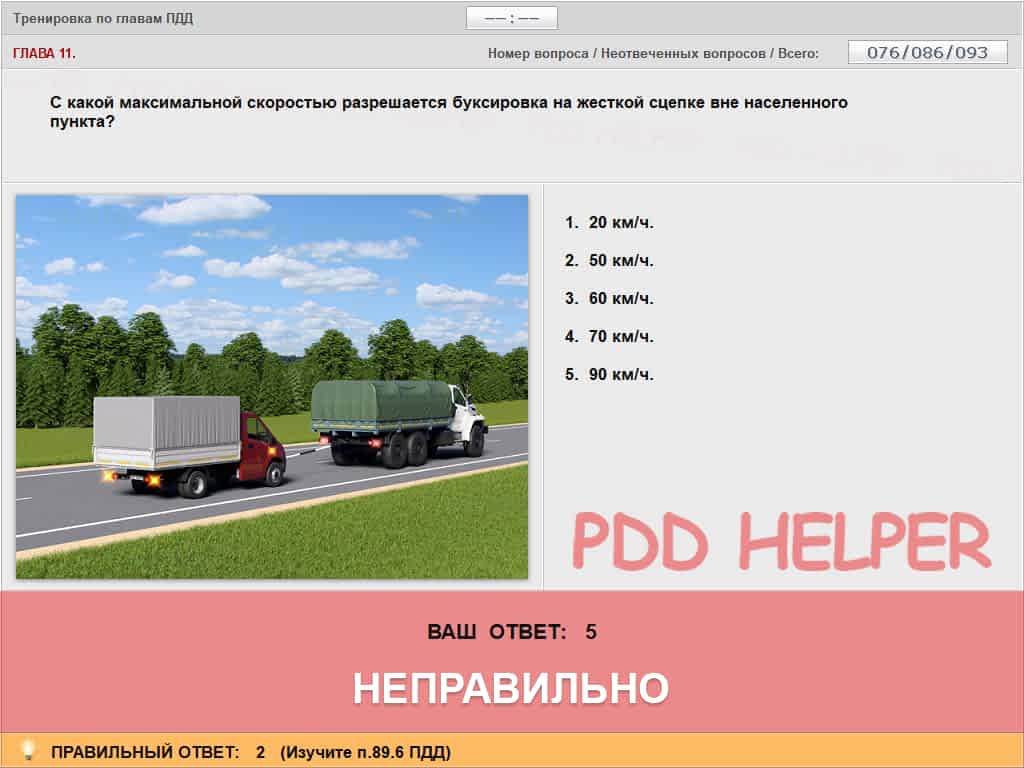 Тренировка по главам ПДД
–– : ––
ГЛАВА 11.
Номер вопроса / Неотвеченных вопросов / Всего:
076/086/093
С какой максимальной скоростью разрешается буксировка на жесткой сцепке вне населенного
пункта?
1. 20 км/ч.
2. 50 км/ч.
3. 60 км/ч.
4. 70 км/ч.
5. 90 км/ч.
PDD HELPER
ВАШ ОТВЕТ: 5
НЕПРАВИЛЬНО
ПРАВИЛЬНЫЙ ОТВЕТ: 2 (Изучите п.89.6 ПДД)